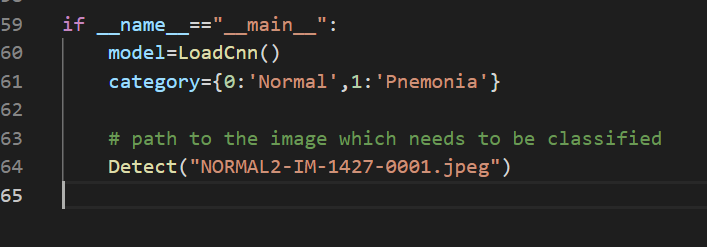 59 if __name__=="__main__":
60     model=LoadCnn()
61     category={0:'Normal',1:'Pnemonia'}
62
63     # path to the image which needs to be classified
64     Detect("NORMAL2-IM-1427-0001.jpeg")
65